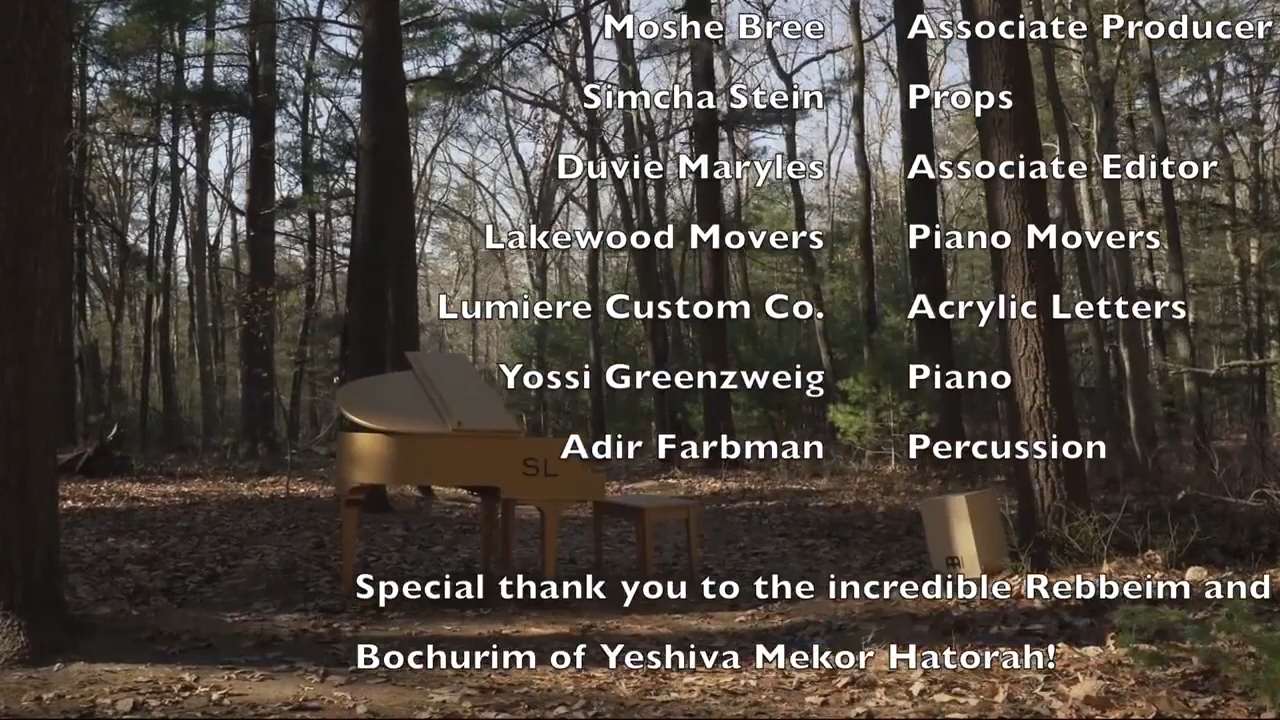 Moshe Bree Associate Producer
Simcha Stein Props
Duvie Maryles Associate Editor
Lakewood Movers Piano Movers
Lumiere Custom Co. Acrylic Letters
Yossi Greenzweig Piano
Adir Farbman Percussion
SL
Special thank you to the incredible Rebbeim and
Bochurim of Yeshiva Mekor Hatorah!